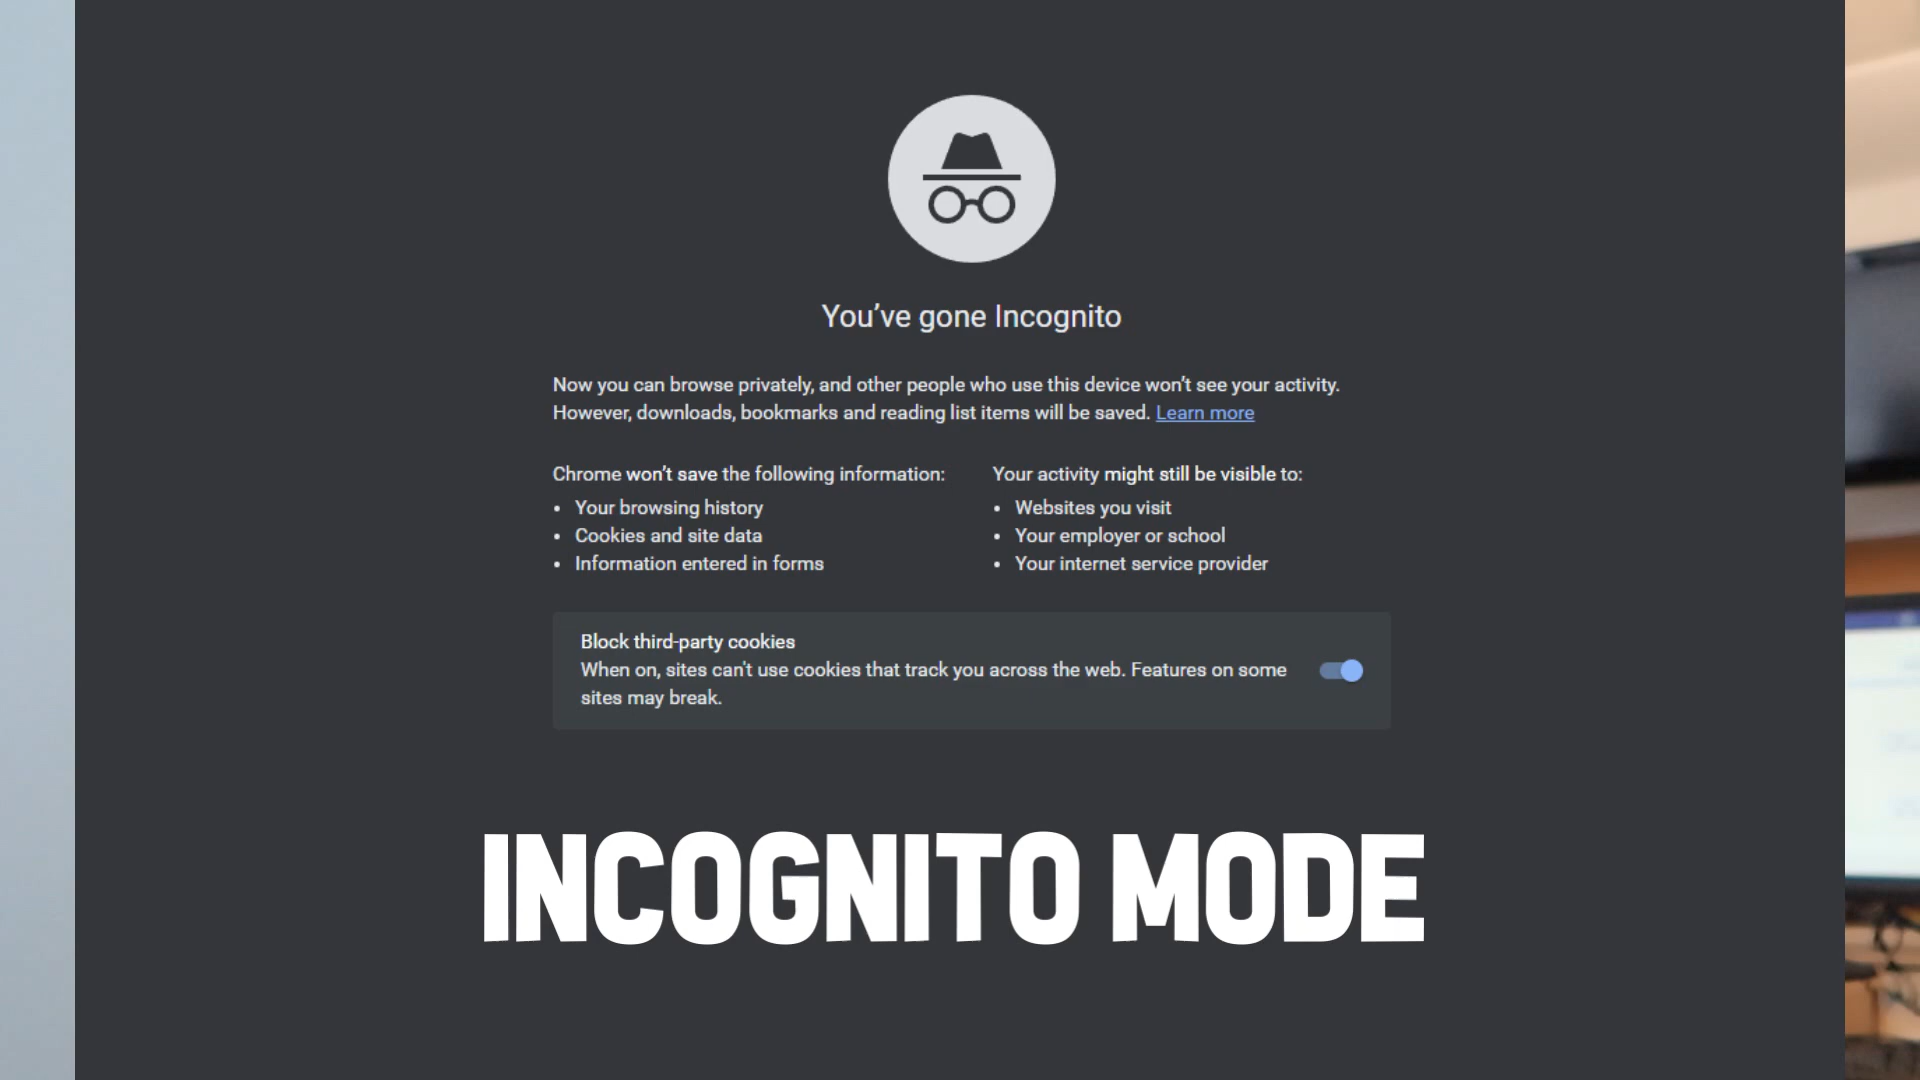 You've gone Incognito
Now you can browse privately, and other people who use this device won't see your activity.
However, downloads, bookmarks and reading list items will be saved. Learn more
Chrome won't save the following information:
• Your browsing history
• Cookies and site data
• Information entered in forms
Your activity might still be visible to:
• Websites you visit
• Your employer or school
• Your internet service provider
Block third-party cookies
When on, sites can't use cookies that track you across the web. Features on some
sites may break.
INCOGNITO MODE